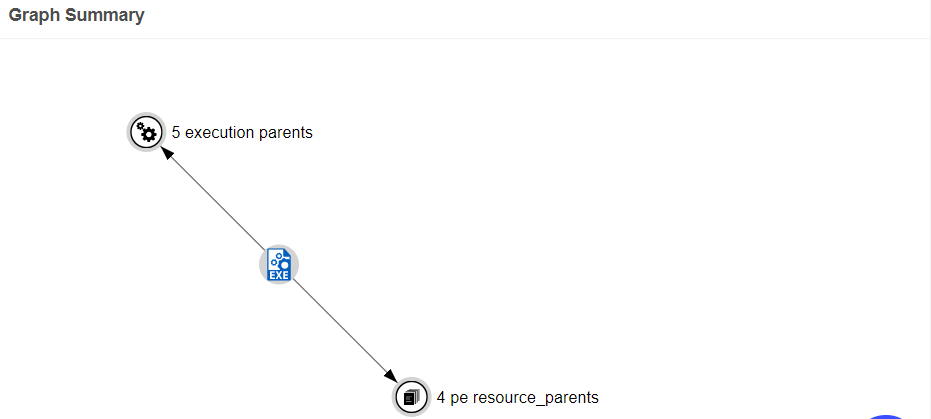 Graph Summary
5 execution parents
EXE
4 pe resource_parents